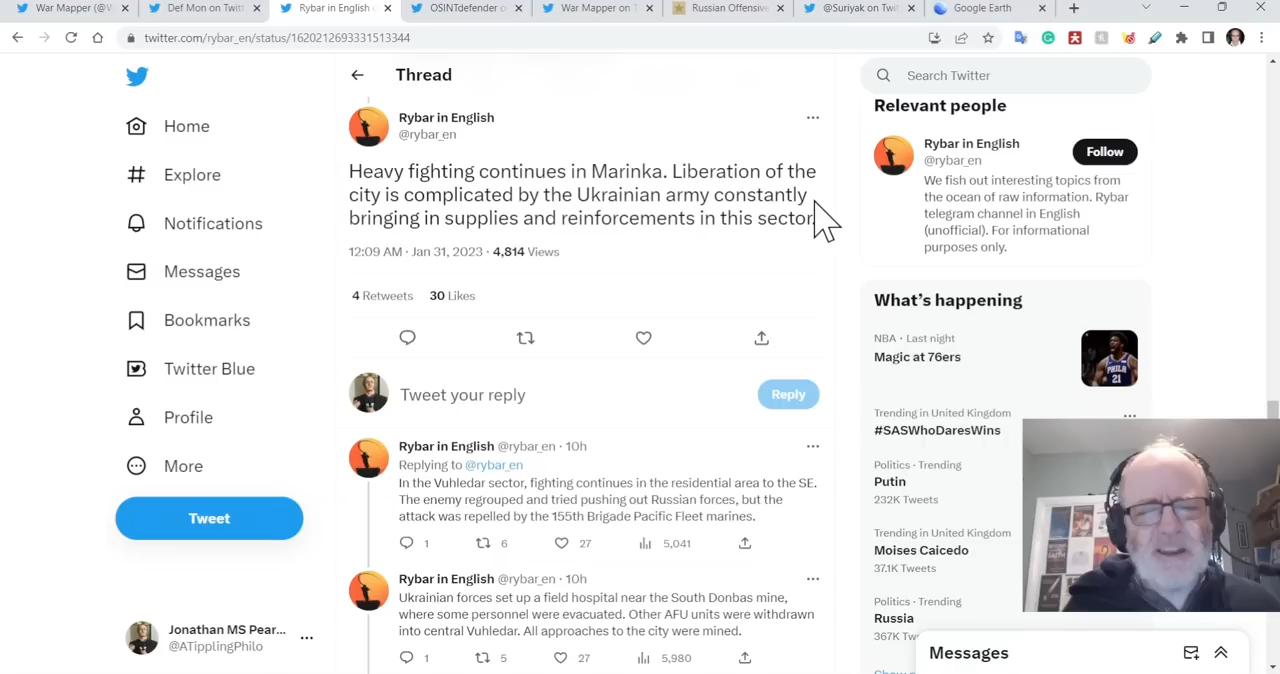 War Mapper (@W
Def Mon on Twitt
Rybar in English o
OSINTdefender o
War Mapper on T
Russian Offensive
@Suriyak on Twit
Google Earth
twitter.com/rybar_en/status/1620212693331513344
Home
Explore
Notifications
Messages
Bookmarks
Twitter Blue
Profile
More
Tweet
Jonathan MS Pear...
@ATipplingPhilo
Thread
Rybar in English
@rybar_en
Heavy fighting continues in Marinka. Liberation of the
city is complicated by the Ukrainian army constantly
bringing in supplies and reinforcements in this sector.
12:09 AM · Jan 31, 2023 · 4,814 Views
4 Retweets 30 Likes
Tweet your reply
Reply
Rybar in English @rybar_en · 10h
Replying to @rybar_en
In the Vuhledar sector, fighting continues in the residential area to the SE.
The enemy regrouped and tried pushing out Russian forces, but the
attack was repelled by the 155th Brigade Pacific Fleet marines.
1 6 27 5,041
Rybar in English @rybar_en · 10h
Ukrainian forces set up a field hospital near the South Donbas mine,
where some personnel were evacuated. Other AFU units were withdrawn
into central Vuhledar. All approaches to the city were mined.
1 5 27 5,980
Search Twitter
Relevant people
Rybar in English
@rybar_en
Follow
We fish out interesting topics from
the ocean of raw information. Rybar
telegram channel in English
(unofficial). For informational
purposes only.
What's happening
NBA · Last night
Magic at 76ers
PHILA
21
Trending in United Kingdom
#SASWhoDaresWins
Politics · Trending
Putin
232K Tweets
Trending in United Kingdom
Moises Caicedo
37.1K Tweets
Politics · Trending
Russia
367K Tw
Messages